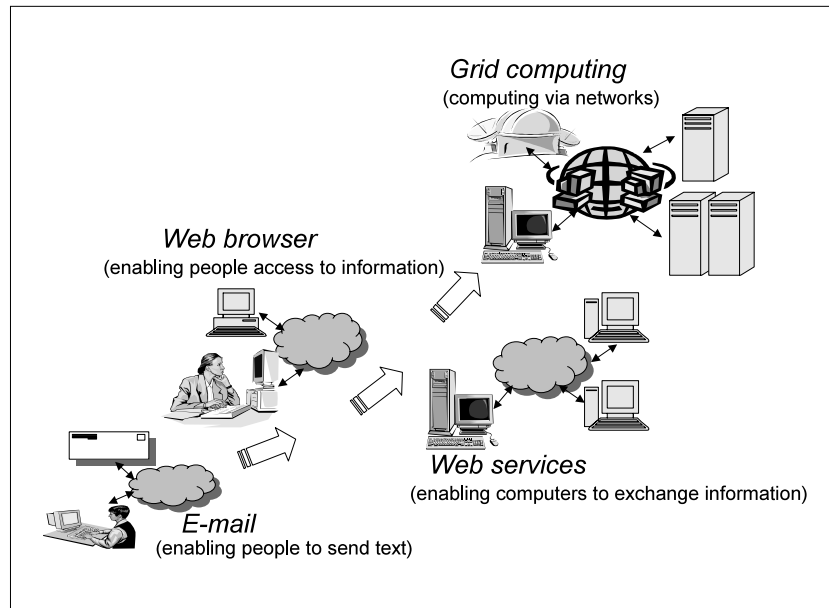 Grid computing
(computing via networks)
Web browser
(enabling people access to information)
Web services
(enabling computers to exchange information)
E-mail
(enabling people to send text)